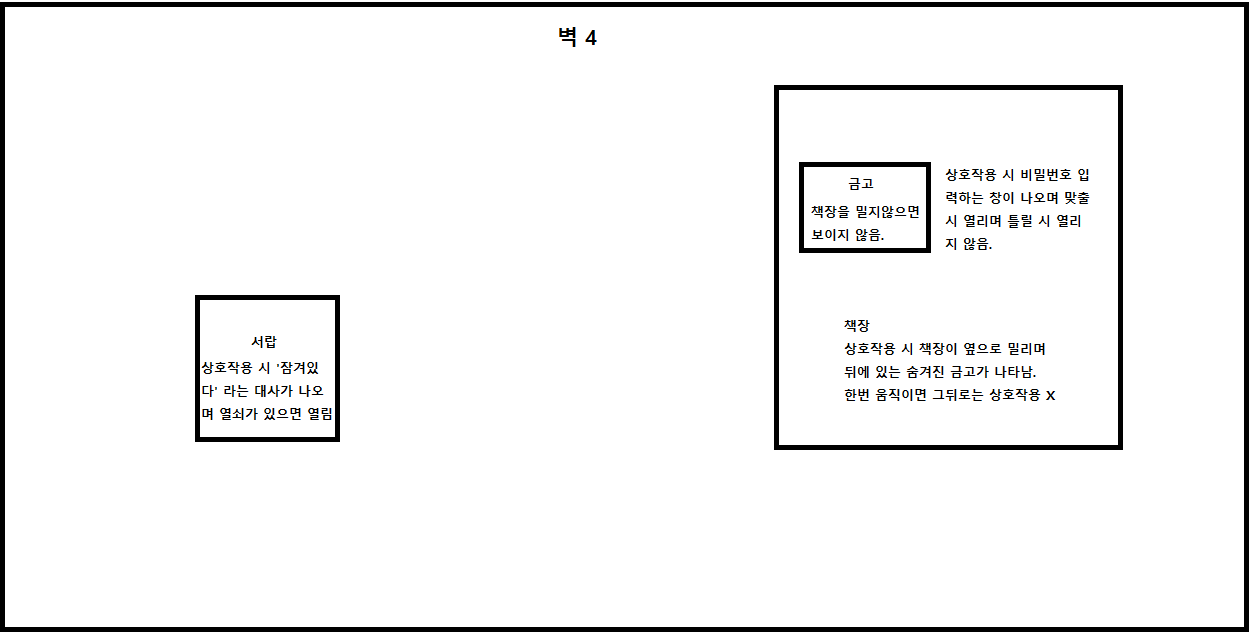 벽 4
금고
책장을 밀지않으면
보이지 않음.
상호작용 시 비밀번호 입
력하는 창이 나오며 맞출
시 열리며 틀릴 시 열리
지 않음.
서랍
상호작용 시 '잠겨있
다' 라는 대사가 나오
며 열쇠가 있으면 열림
책장
상호작용 시 책장이 옆으로 밀리며
뒤에 있는 숨겨진 금고가 나타남.
한번 움직이면 그뒤로는 상호작용 X